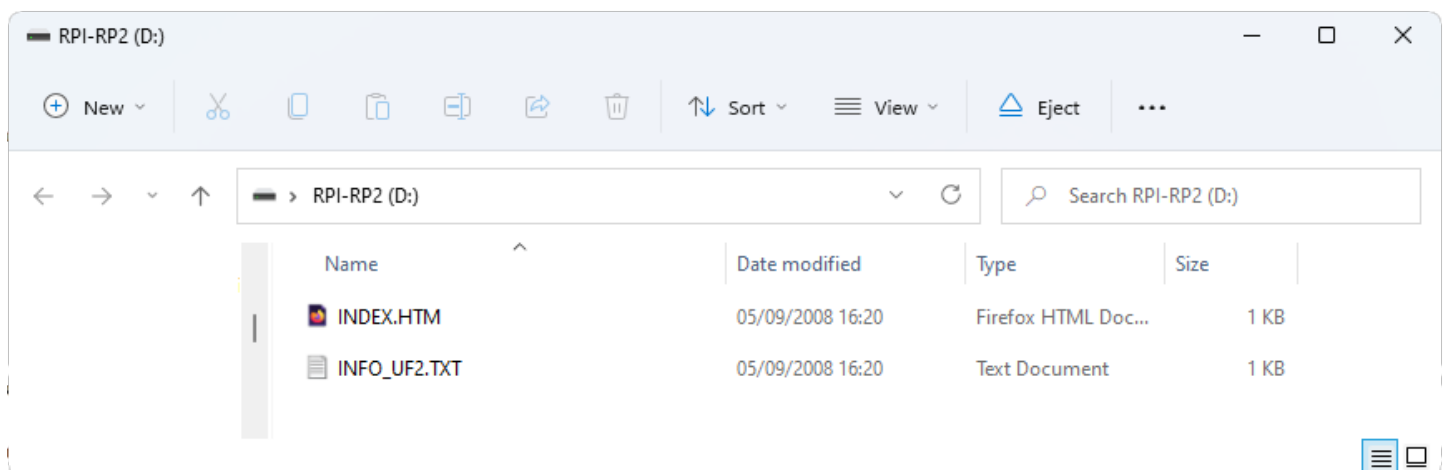 RPI-RP2 (D:)
New Sort View Eject
RPI-RP2 (D:) Search RPI-RP2 (D:)
Name Date modified Type Size
INDEX.HTM 05/09/2008 16:20 Firefox HTML Doc... 1 KB
INFO_UF2.TXT 05/09/2008 16:20 Text Document 1 KB